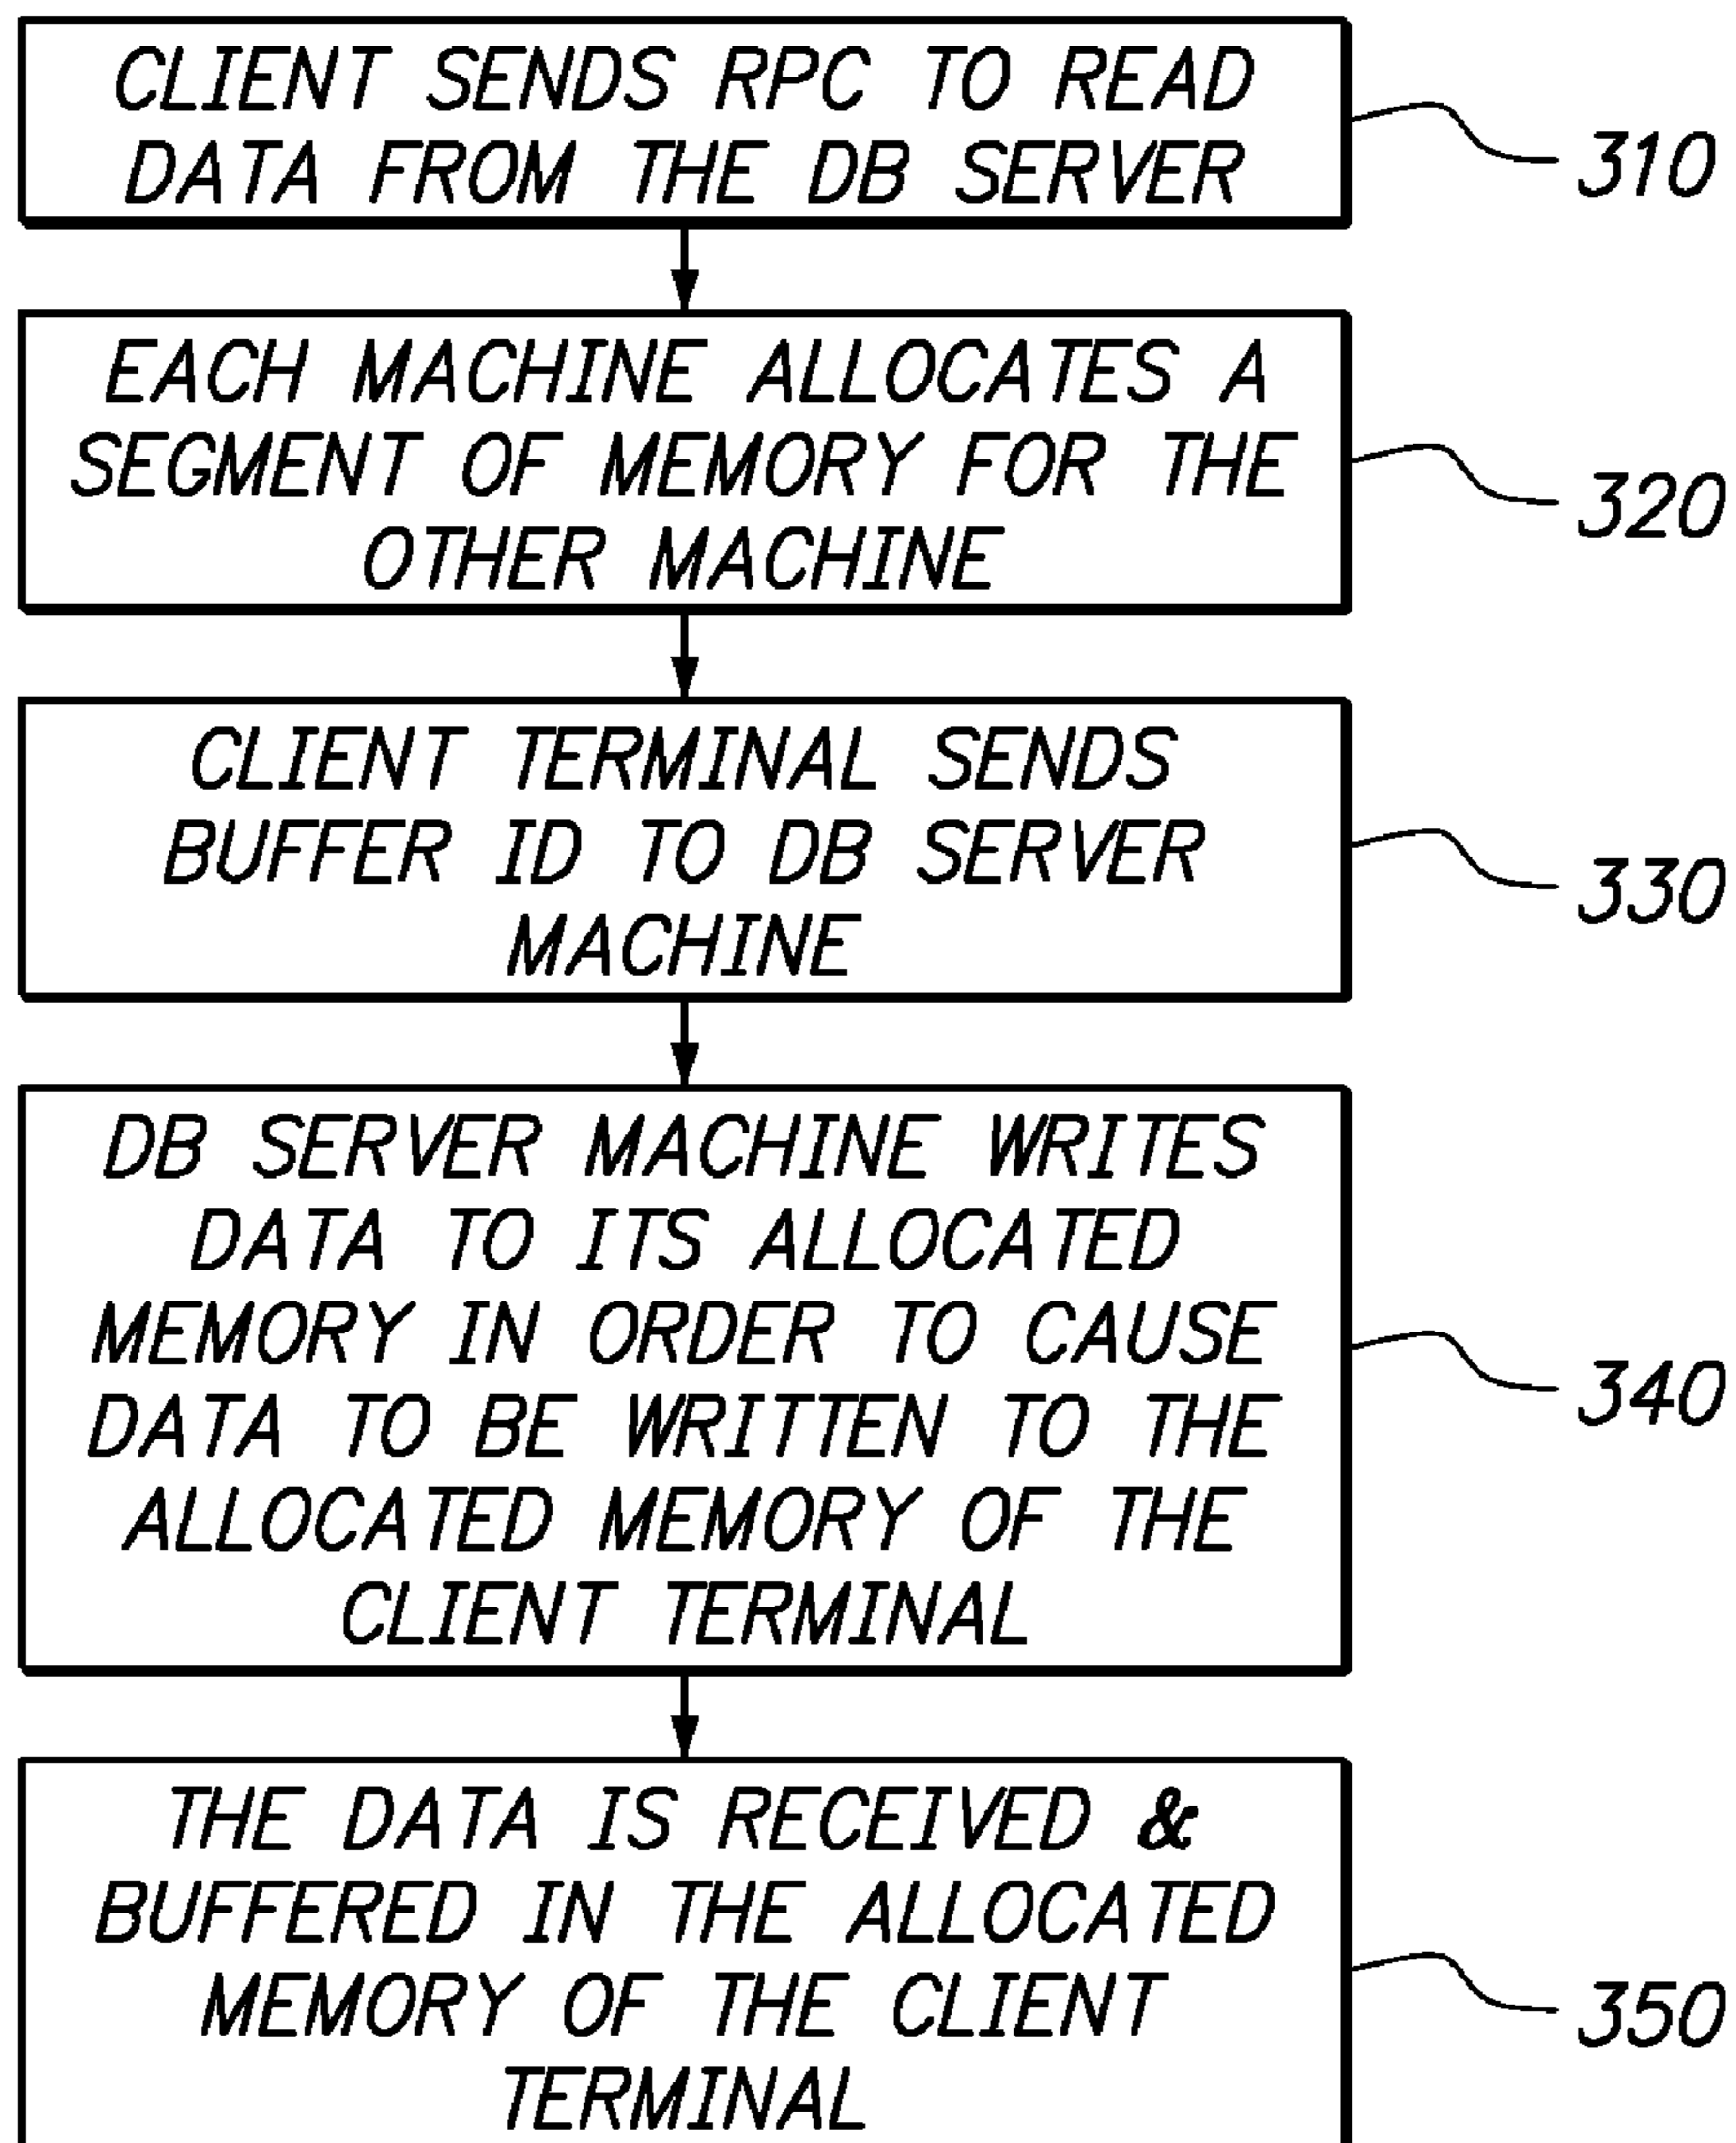 CLIENT SENDS RPC TO READ
DATA FROM THE DB SERVER
310
EACH MACHINE ALLOCATES A
SEGMENT OF MEMORY FOR THE
OTHER MACHINE
320
CLIENT TERMINAL SENDS
BUFFER ID TO DB SERVER
MACHINE
330
DB SERVER MACHINE WRITES
DATA TO ITS ALLOCATED
MEMORY IN ORDER TO CAUSE
DATA TO BE WRITTEN TO THE
ALLOCATED MEMORY OF THE
CLIENT TERMINAL
340
THE DATA IS RECEIVED &
BUFFERED IN THE ALLOCATED
MEMORY OF THE CLIENT
TERMINAL
350